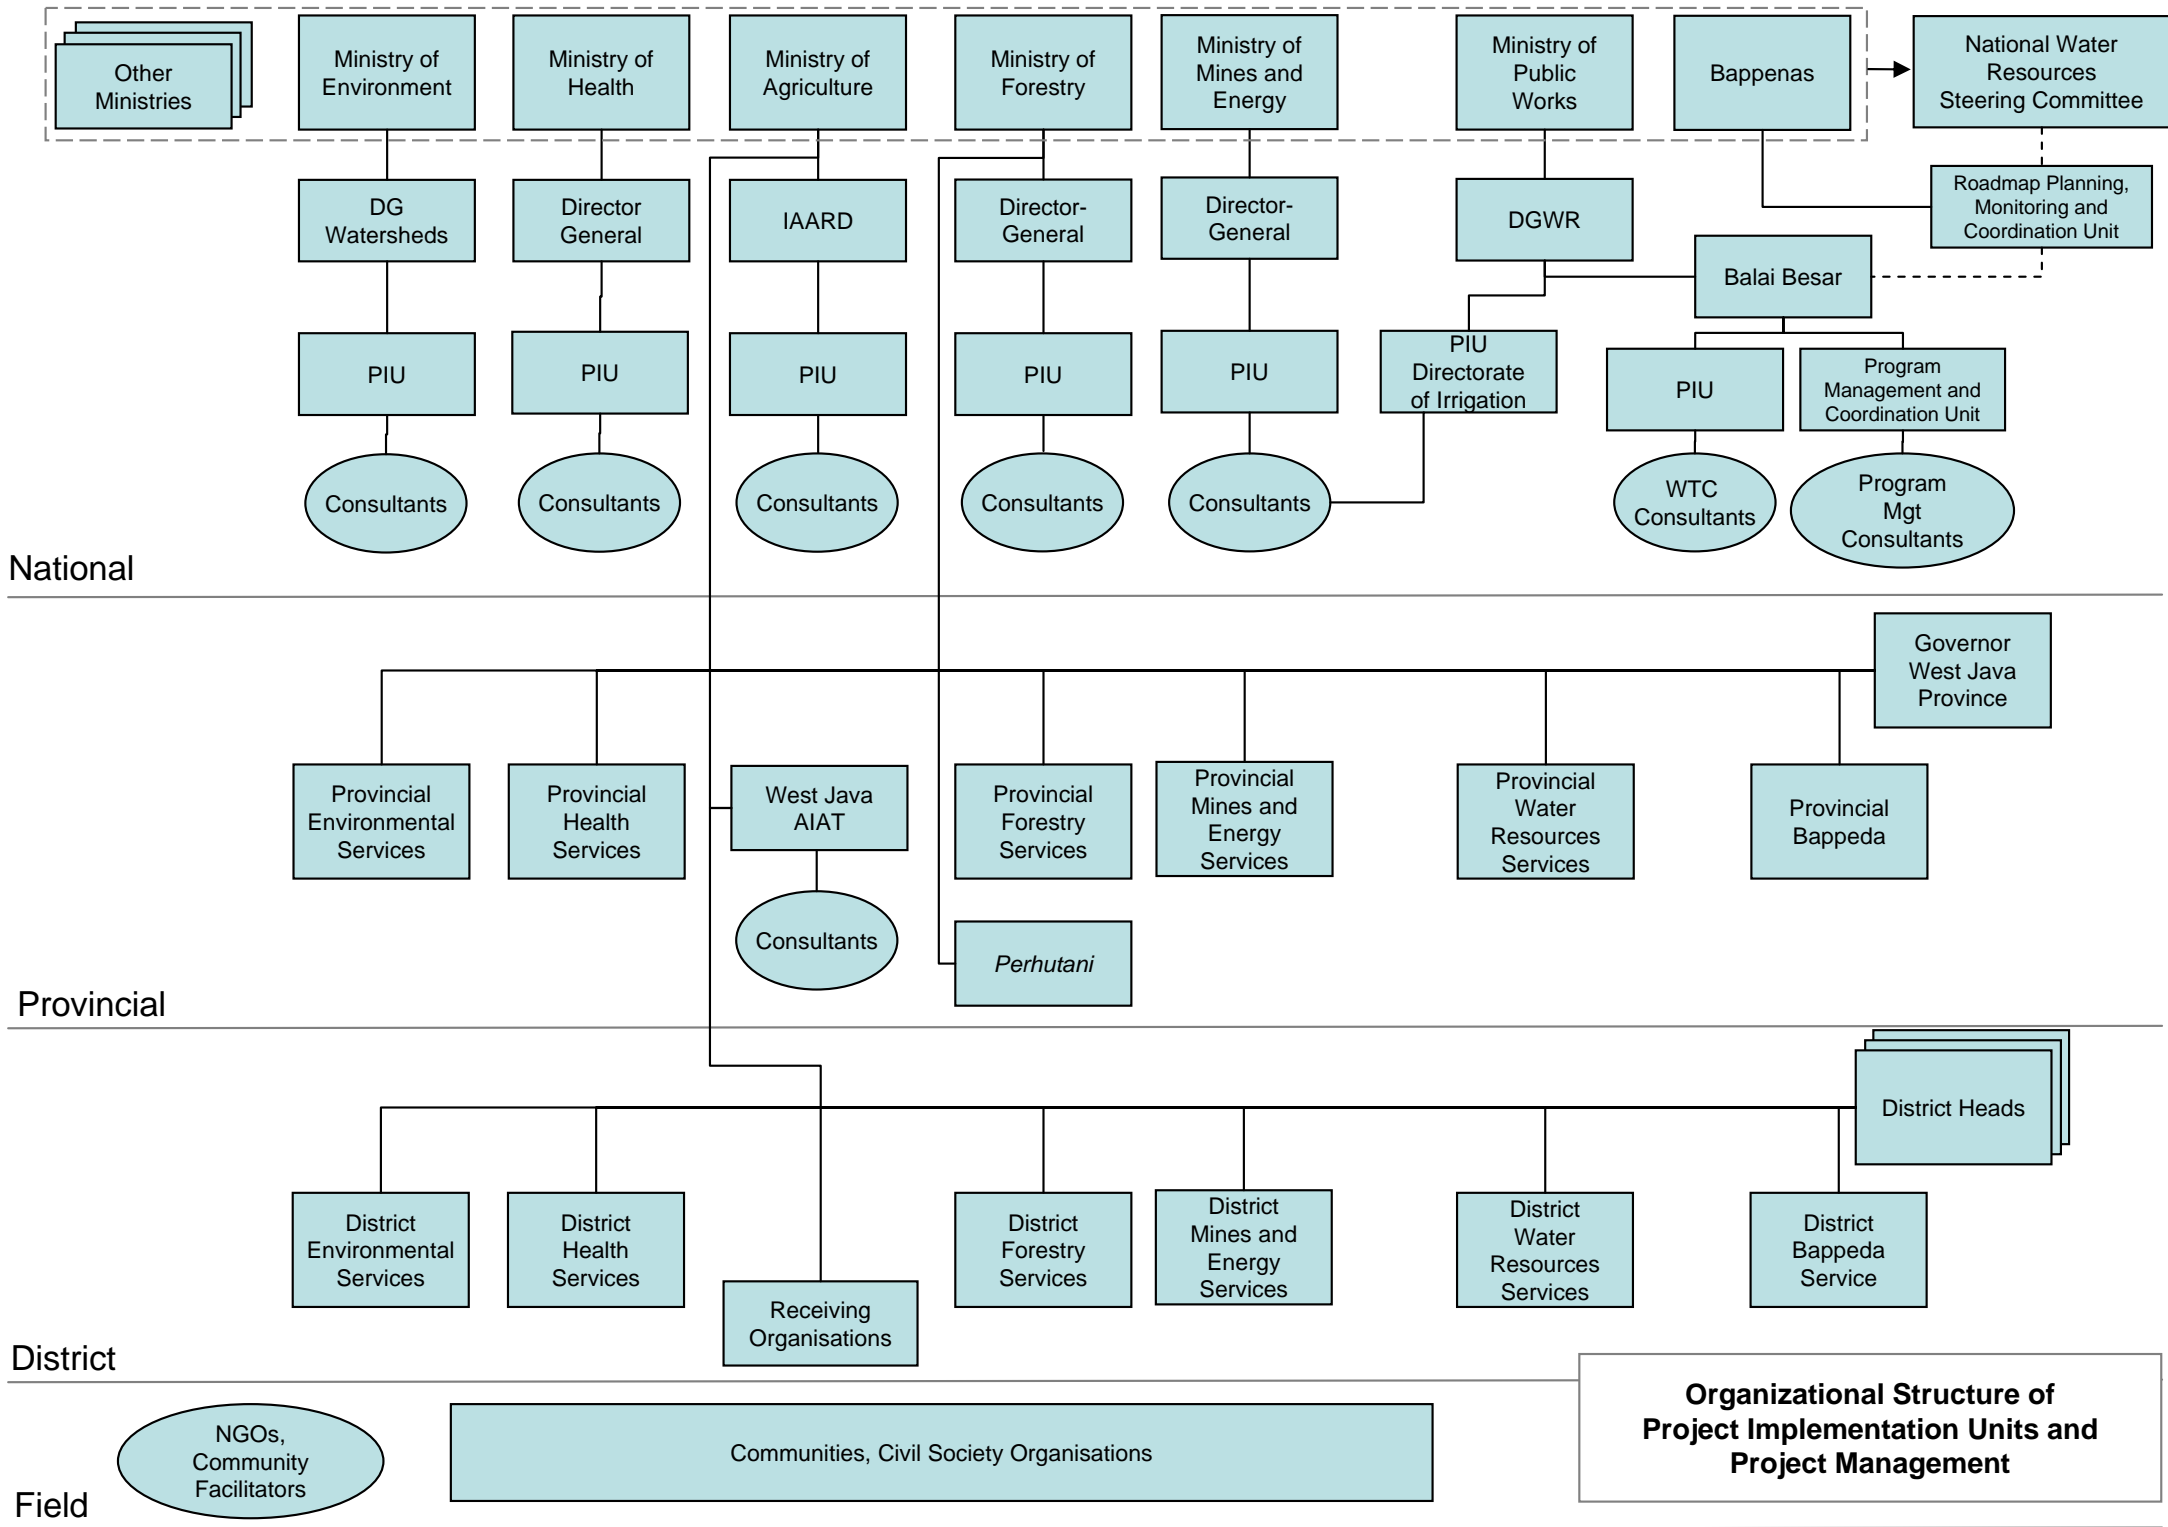 Other
Ministries
Ministry of
Environment
Ministry of
Health
Ministry of
Agriculture
Ministry of
Forestry
Ministry of
Mines and
Energy
Ministry of
Public
Works
Bappenas
National Water
Resources
Steering Committee
DG
Watersheds
Director
General
IAARD
Director-
General
Director-
General
DGWR
Roadmap Planning,
Monitoring and
Coordination Unit
Balai Besar
PIU
PIU
PIU
PIU
PIU
PIU
Directorate
of Irrigation
PIU
Program
Management and
Coordination Unit
Consultants
Consultants
Consultants
Consultants
Consultants
WTC
Consultants
Program
Mgt
Consultants
National
Governor
West Java
Province
Provincial
Environmental
Services
Provincial
Health
Services
West Java
AIAT
Provincial
Forestry
Services
Provincial
Mines and
Energy
Services
Provincial
Water
Resources
Services
Provincial
Bappeda
Consultants
Perhutani
Provincial
District Heads
District
Environmental
Services
District
Health
Services
Receiving
Organisations
District
Forestry
Services
District
Mines and
Energy
Services
District
Water
Resources
Services
District
Bappeda
Service
District
NGOs,
Community
Facilitators
Communities, Civil Society Organisations
Organizational Structure of
Project Implementation Units and
Project Management
Field